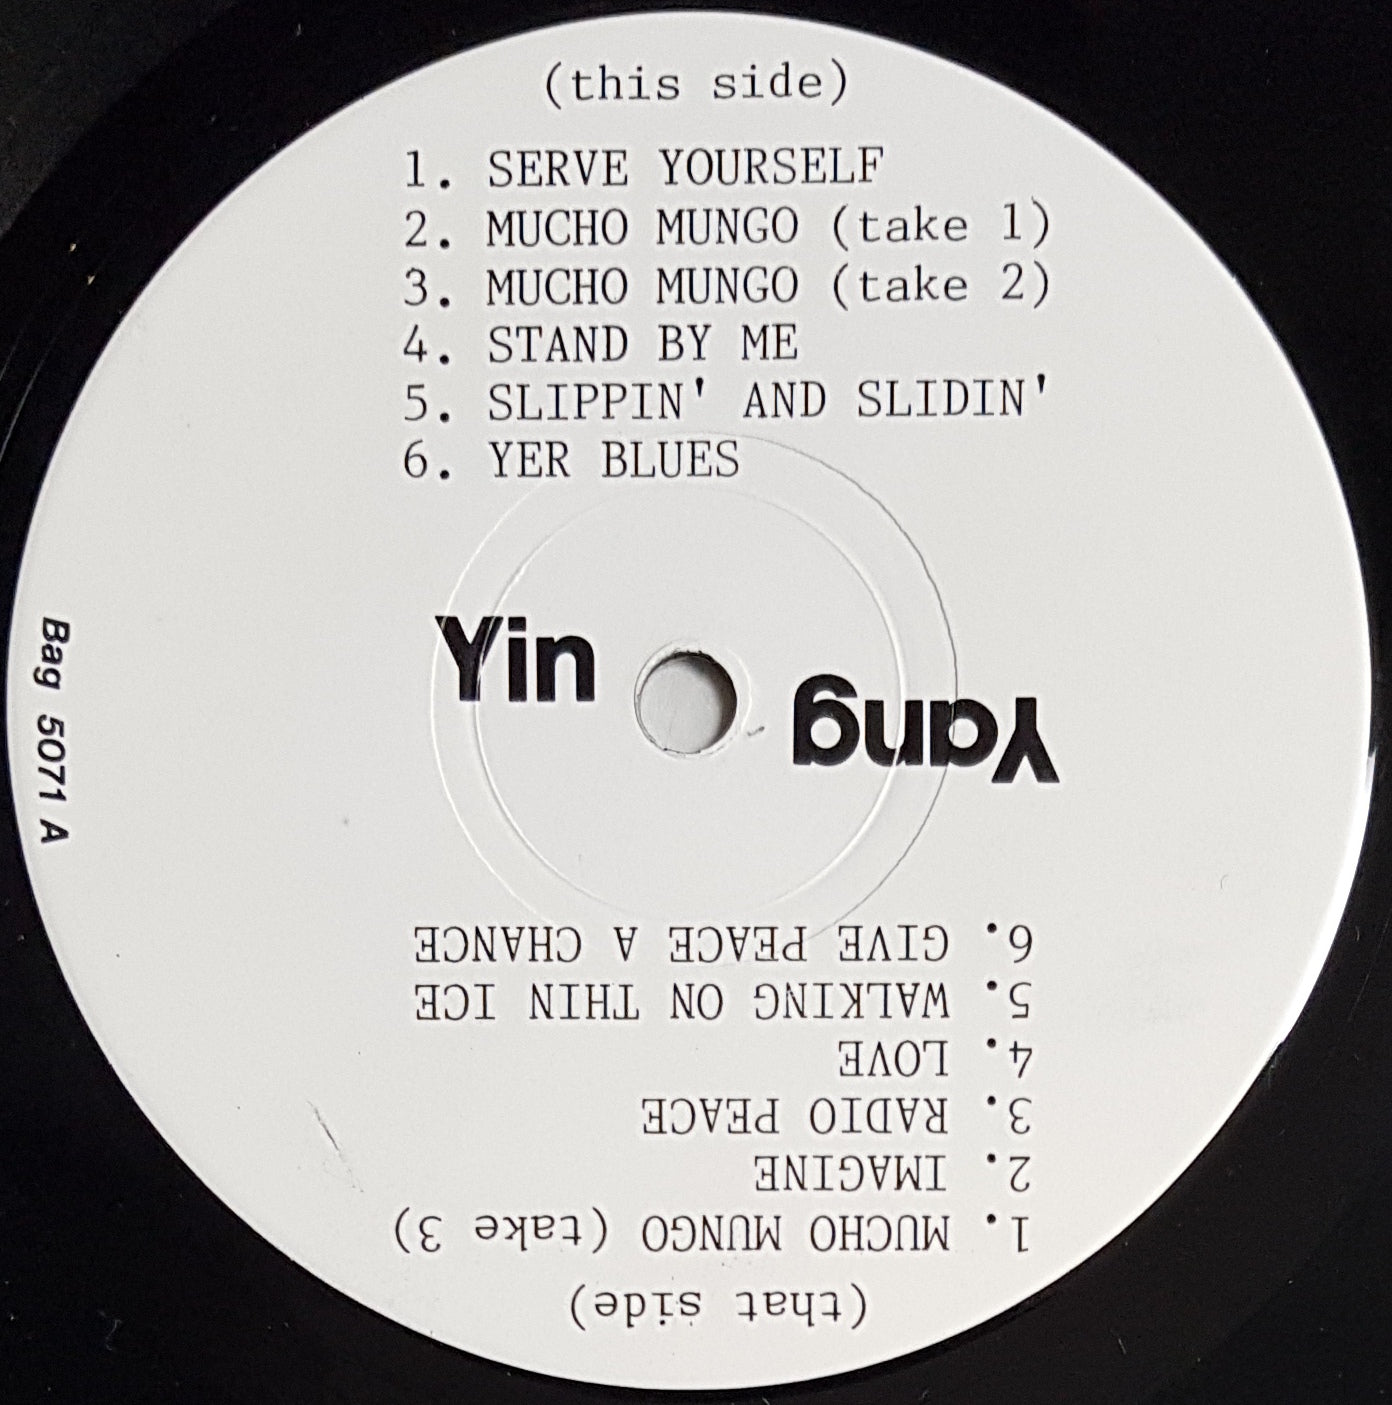 (this side)
1. SERVE YOURSELF
2. MUCHO MUNGO (take 1)
3. MUCHO MUNGO (take 2)
4. STAND BY ME
5. SLIPPIN' AND SLIDIN'
6. YER BLUES
Yin
Yang
Bag 5071 A
(that side)
1. MUCHO MUNGO (take 3)
2. IMAGINE
3. RADIO PEACE
4. LOVE
5. WALKING ON THIN ICE
6. GIVE PEACE A CHANCE